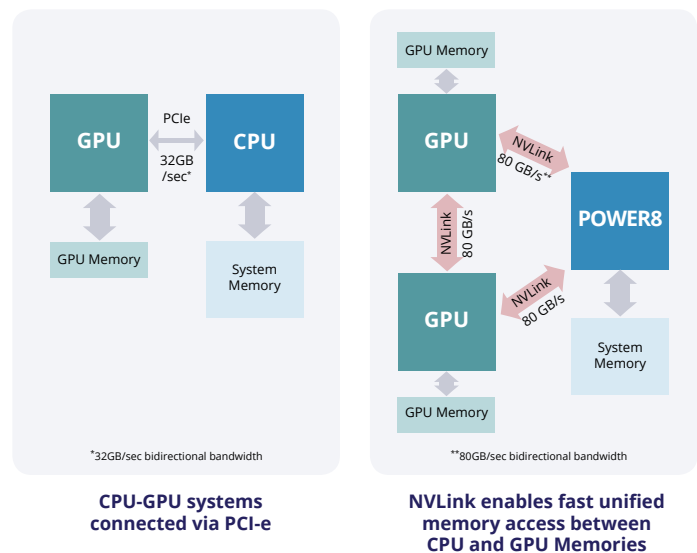 GPU
PCIe
32GB
/sec*
CPU
GPU Memory
System
Memory
*32GB/sec bidirectional bandwidth
CPU-GPU systems
connected via PCI-e
GPU Memory
GPU
NVLink
80 GB/s**
POWER8
NVLink
80 GB/s
GPU
NVLink
80 GB/s
System
Memory
GPU Memory
**80GB/sec bidirectional bandwidth
NVLink enables fast unified
memory access between
CPU and GPU Memories